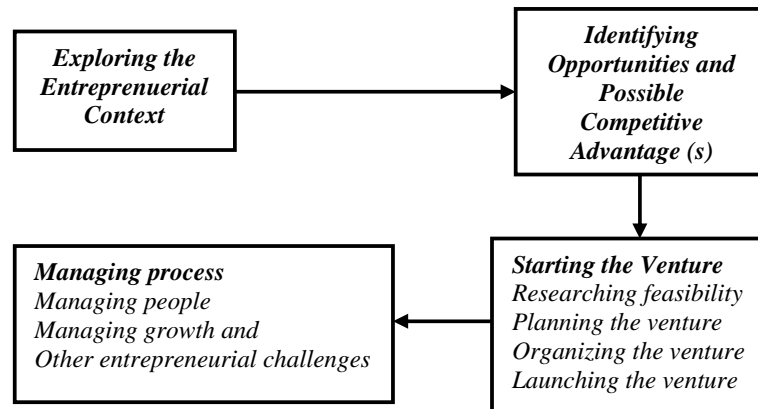 Exploring the
Entreprenuerial
Context
Identifying
Opportunities and
Possible
Competitive
Advantage (s)
Starting the Venture
Researching feasibility
Planning the venture
Organizing the venture
Launching the venture
Managing process
Managing people
Managing growth and
Other entrepreneurial challenges